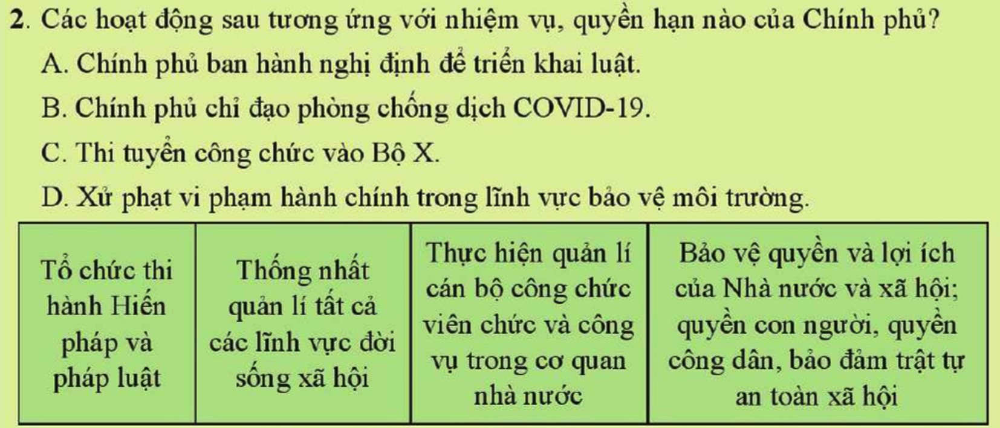 2. Các hoạt động sau tương ứng với nhiệm vụ, quyền hạn nào của Chính phủ?
A. Chính phủ ban hành nghị định để triển khai luật.
B. Chính phủ chỉ đạo phòng chống dịch COVID-19.
C. Thi tuyển công chức vào Bộ X.
D. Xử phạt vi phạm hành chính trong lĩnh vực bảo vệ môi trường.
Tổ chức thi
hành Hiến
pháp và
pháp luật
Thống nhất
quản lí tất cả
các lĩnh vực đời
sống xã hội
Thực hiện quản lí
cán bộ công chức
viên chức và công
vụ trong cơ quan
nhà nước
Bảo vệ quyền và lợi ích
của Nhà nước và xã hội;
quyền con người, quyền
công dân, bảo đảm trật tự
an toàn xã hội